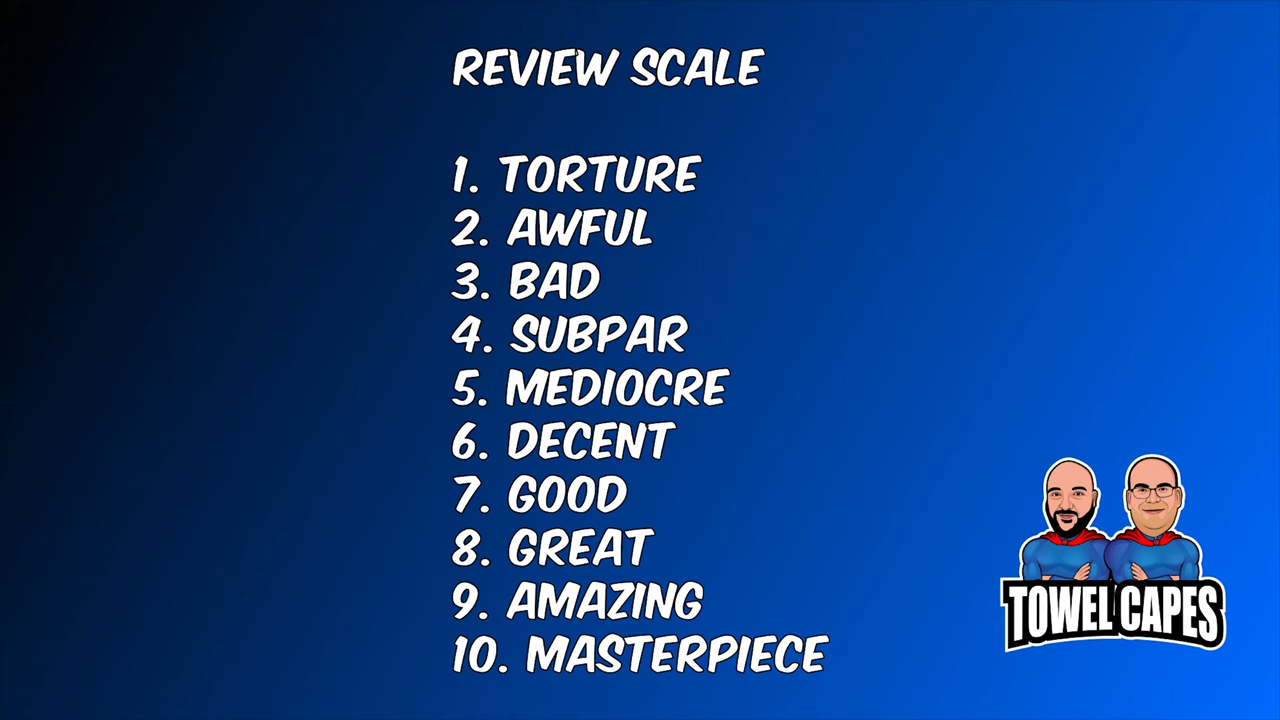 REVIEW SCALE
1. TORTURE
2. AWFUL
3. BAD
4. SUBPAR
5. MEDIOCRE
6. DECENT
7. GOOD
8. GREAT
9. AMAZING
10. MASTERPIECE
TOWEL CAPES